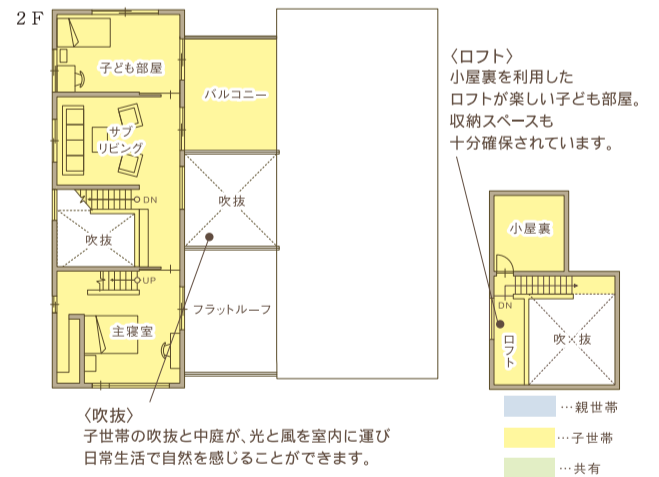 2F
子ども部屋
バルコニー
サブ
リビング
DN
吹抜
吹抜
UP
フラットルーフ
主寝室
〈吹抜〉
子世帯の吹抜と中庭が、光と風を室内に運び
日常生活で自然を感じることができます。
〈ロフト〉
小屋裏を利用した
ロフトが楽しい子ども部屋。
収納スペースも
十分確保されています。
小屋裏
DN
ロフト
吹・抜
…親世帯
…子世帯
…共有